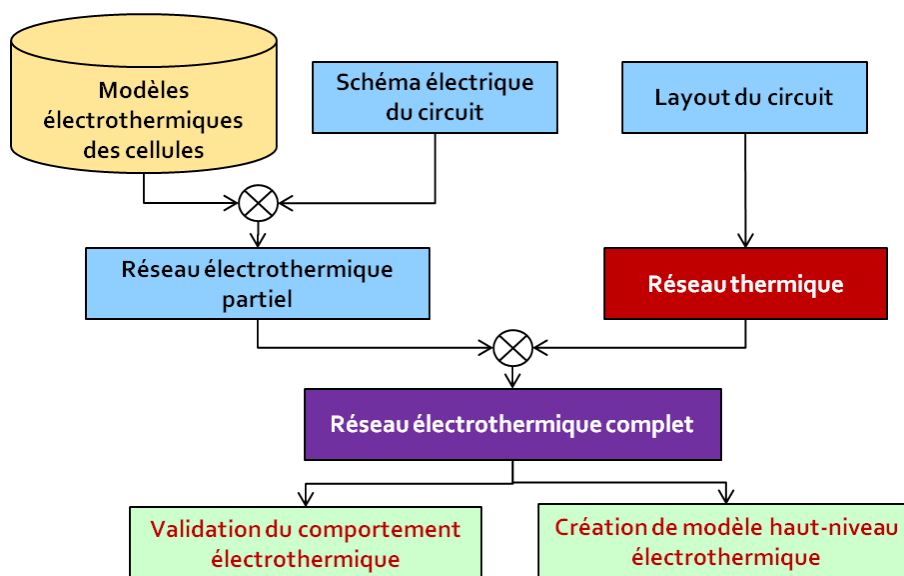 Modèles
électrothermiques
des cellules
Schéma électrique
du circuit
Layout du circuit
Réseau électrothermique
partiel
Réseau thermique
Réseau électrothermique complet
Validation du comportement
électrothermique
Création de modèle haut-niveau
électrothermique